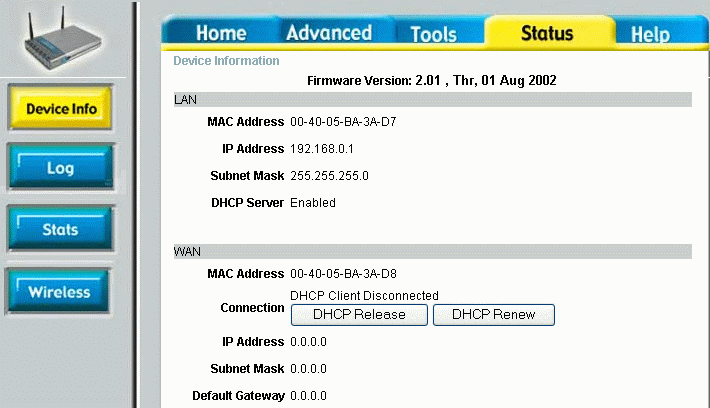 Home Advanced Tools Status Help
Device Info
Log
Stats
Wireless
Device Information
Firmware Version: 2.01 , Thr, 01 Aug 2002
LAN
MAC Address 00-40-05-BA-3A-D7
IP Address 192.168.0.1
Subnet Mask 255.255.255.0
DHCP Server Enabled
WAN
MAC Address 00-40-05-BA-3A-D8
DHCP Client Disconnected
Connection DHCP Release DHCP Renew
IP Address 0.0.0.0
Subnet Mask 0.0.0.0
Default Gateway 0.0.0.0